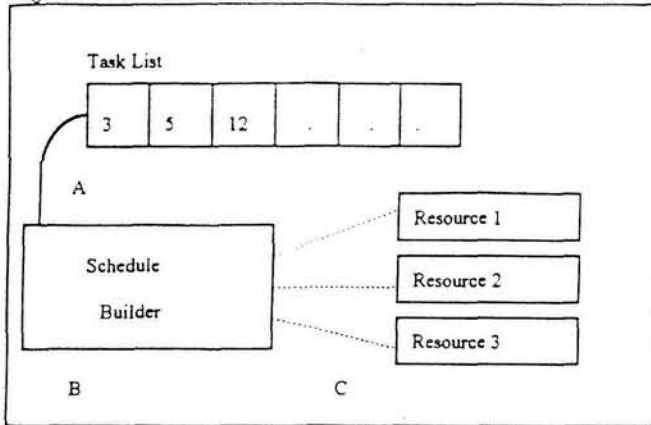 Task List
3 5 12 . . .
A
Resource 1
Schedule
Resource 2
Builder
Resource 3
B C